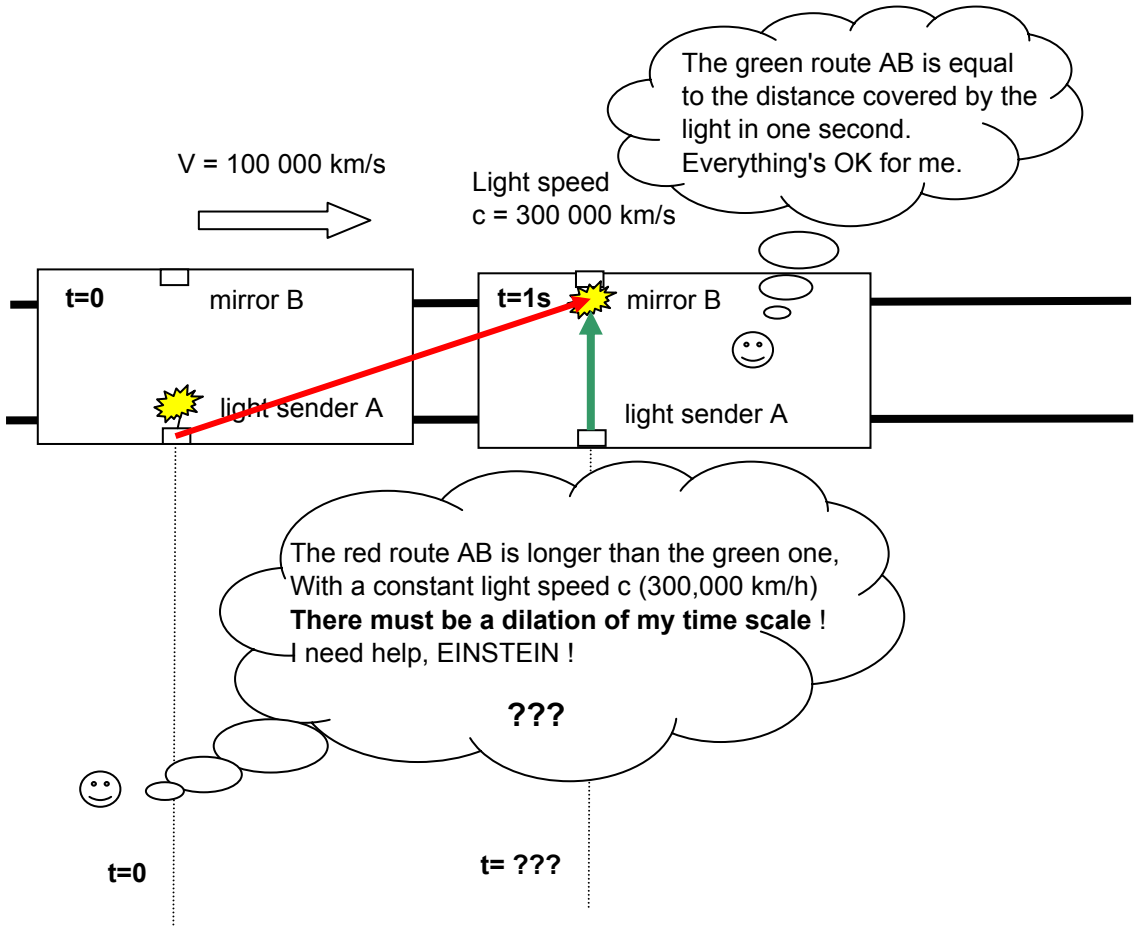 The green route AB is equal
to the distance covered by the
light in one second.
Everything's OK for me.
V = 100 000 km/s
Light speed
c = 300 000 km/s
t=0
mirror B
light sender A
t=1s
mirror B
light sender A
The red route AB is longer than the green one,
With a constant light speed c (300,000 km/h)
There must be a dilation of my time scale !
I need help, EINSTEIN !
???
t=0
t= ???